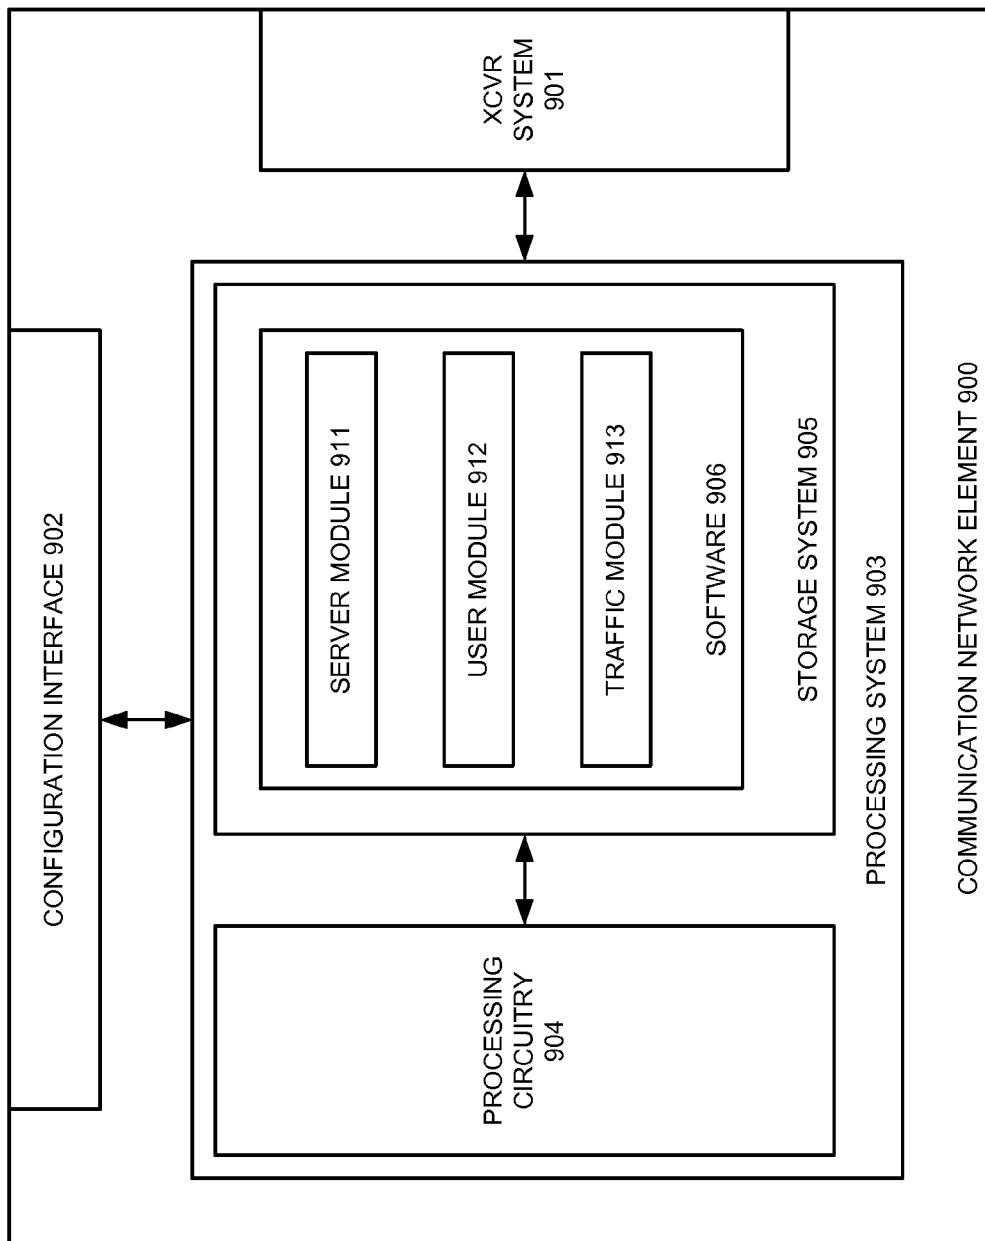 CONFIGURATION INTERFACE 902
XCVR
SYSTEM
901
PROCESSING
CIRCUITRY
904
SERVER MODULE 911
USER MODULE 912
TRAFFIC MODULE 913
SOFTWARE 906
STORAGE SYSTEM 905
PROCESSING SYSTEM 903
COMMUNICATION NETWORK ELEMENT 900